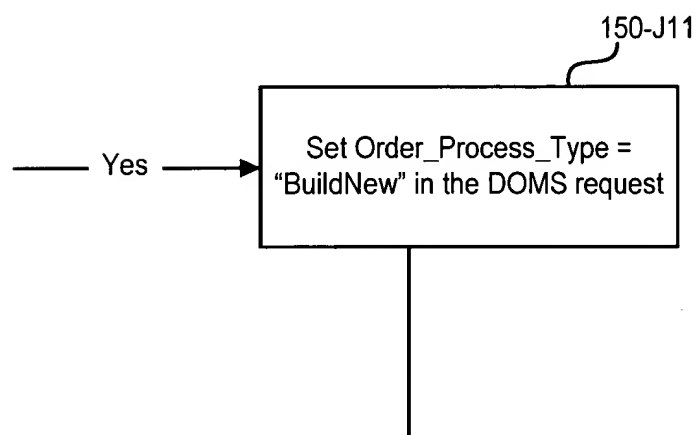 150-J11
Yes
Set Order_Process_Type =
“BuildNew” in the DOMS request